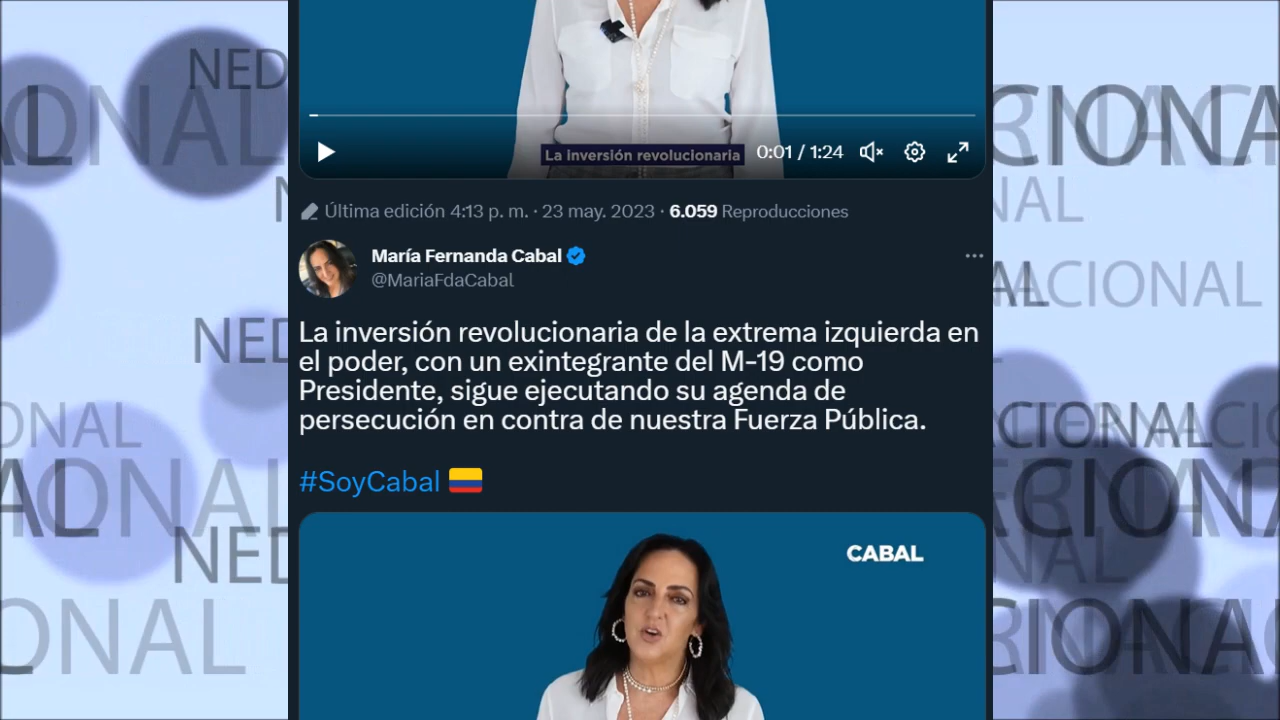 La inversión revolucionaria
0:01 / 1:24
Última edición 4:13 p. m. · 23 may. 2023 · 6.059 Reproducciones
María Fernanda Cabal
@MariaFdaCabal
La inversión revolucionaria de la extrema izquierda en
el poder, con un exintegrante del M-19 como
Presidente, sigue ejecutando su agenda de
persecución en contra de nuestra Fuerza Pública.
#SoyCabal
CABAL